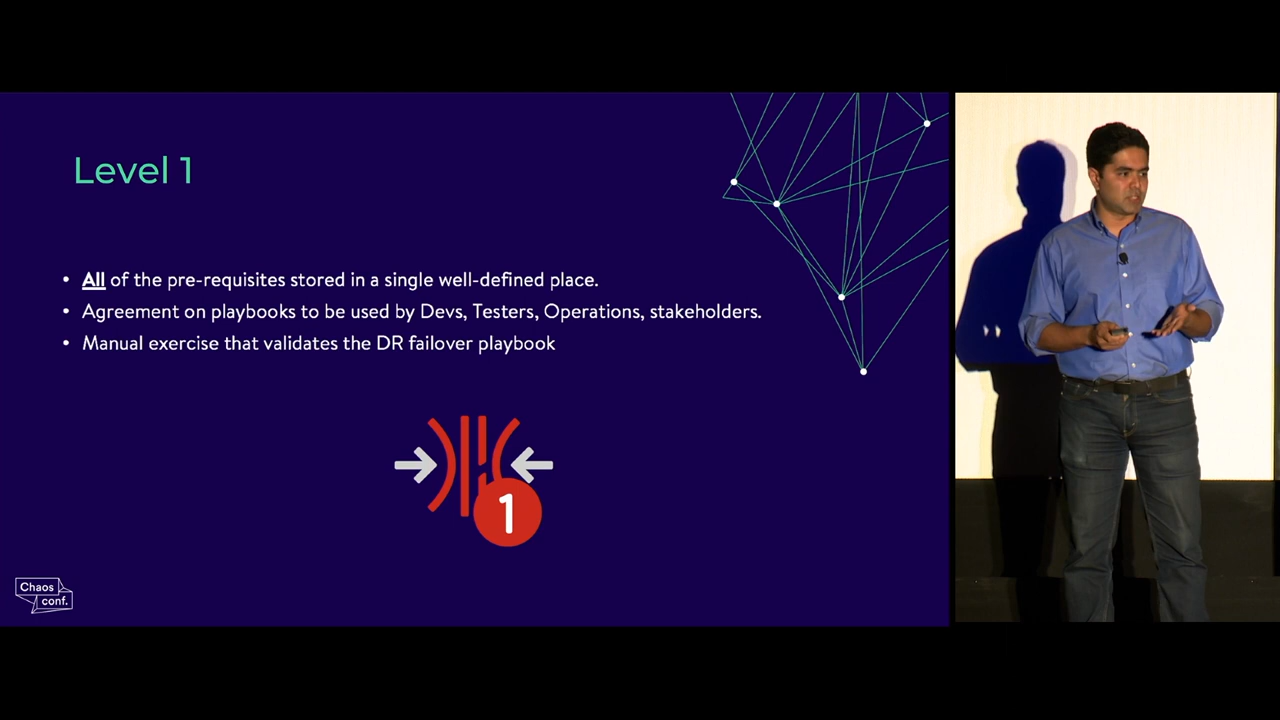 Level 1
• All of the pre-requisites stored in a single well-defined place.
• Agreement on playbooks to be used by Devs, Testers, Operations, stakeholders.
• Manual exercise that validates the DR failover playbook
1
Chaos
conf.